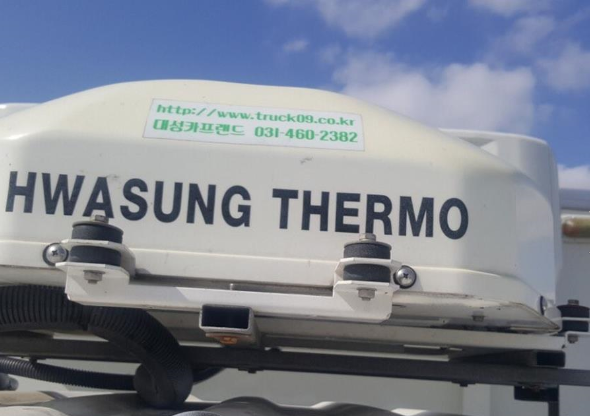 http://www.truck09.co.kr
대성카프랜드 031-460-2382
HWASUNG THERMO